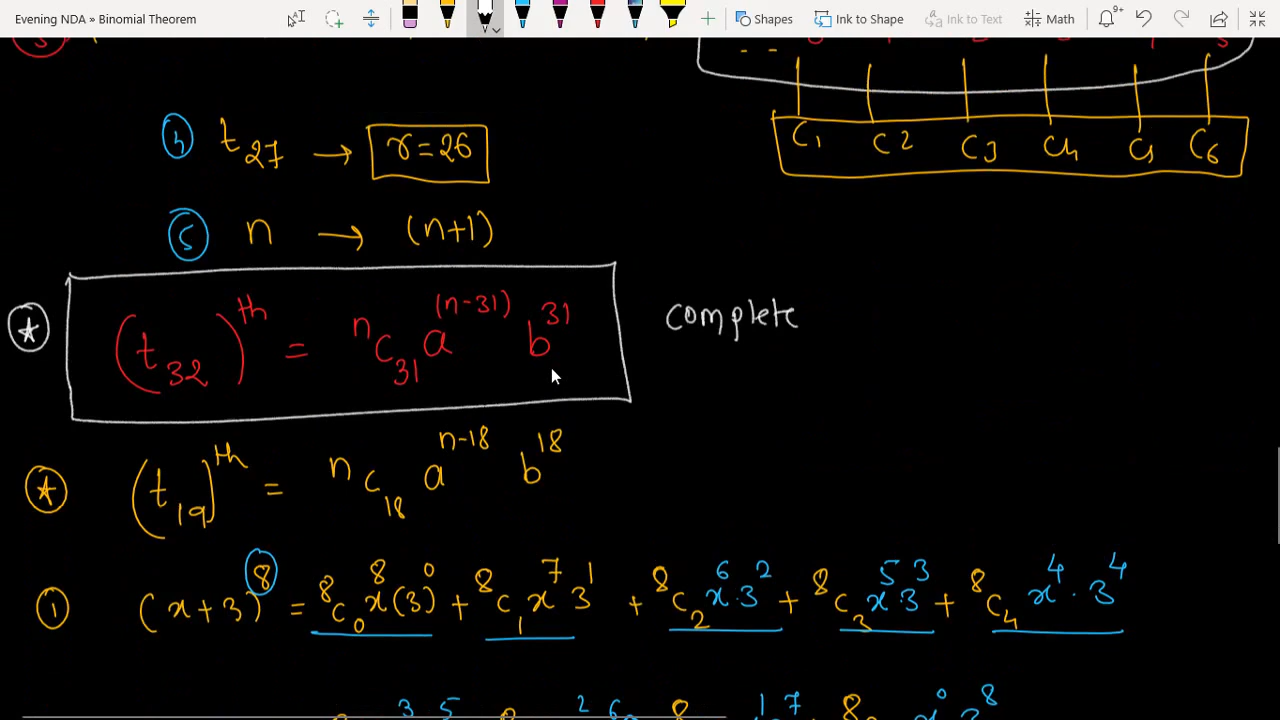 Evening NDA » Binomial Theorem
Shapes Ink to Shape Ink to Text Math 9+
C1 C2 C3 C4 C5 C6
4 t27 → r=26
5 n → (n+1)
(t32)^th = nC31 a^(n-31) b^31 complete
(t19)^th = nC18 a^n-18 b^18
1 (x+3)^8 = 8C0 x^8(3)^0 + 8C1 x^7 3^1 + 8C2 x^6·3^2 + 8C3 x^5·3^3 + 8C4 x^4·3^4